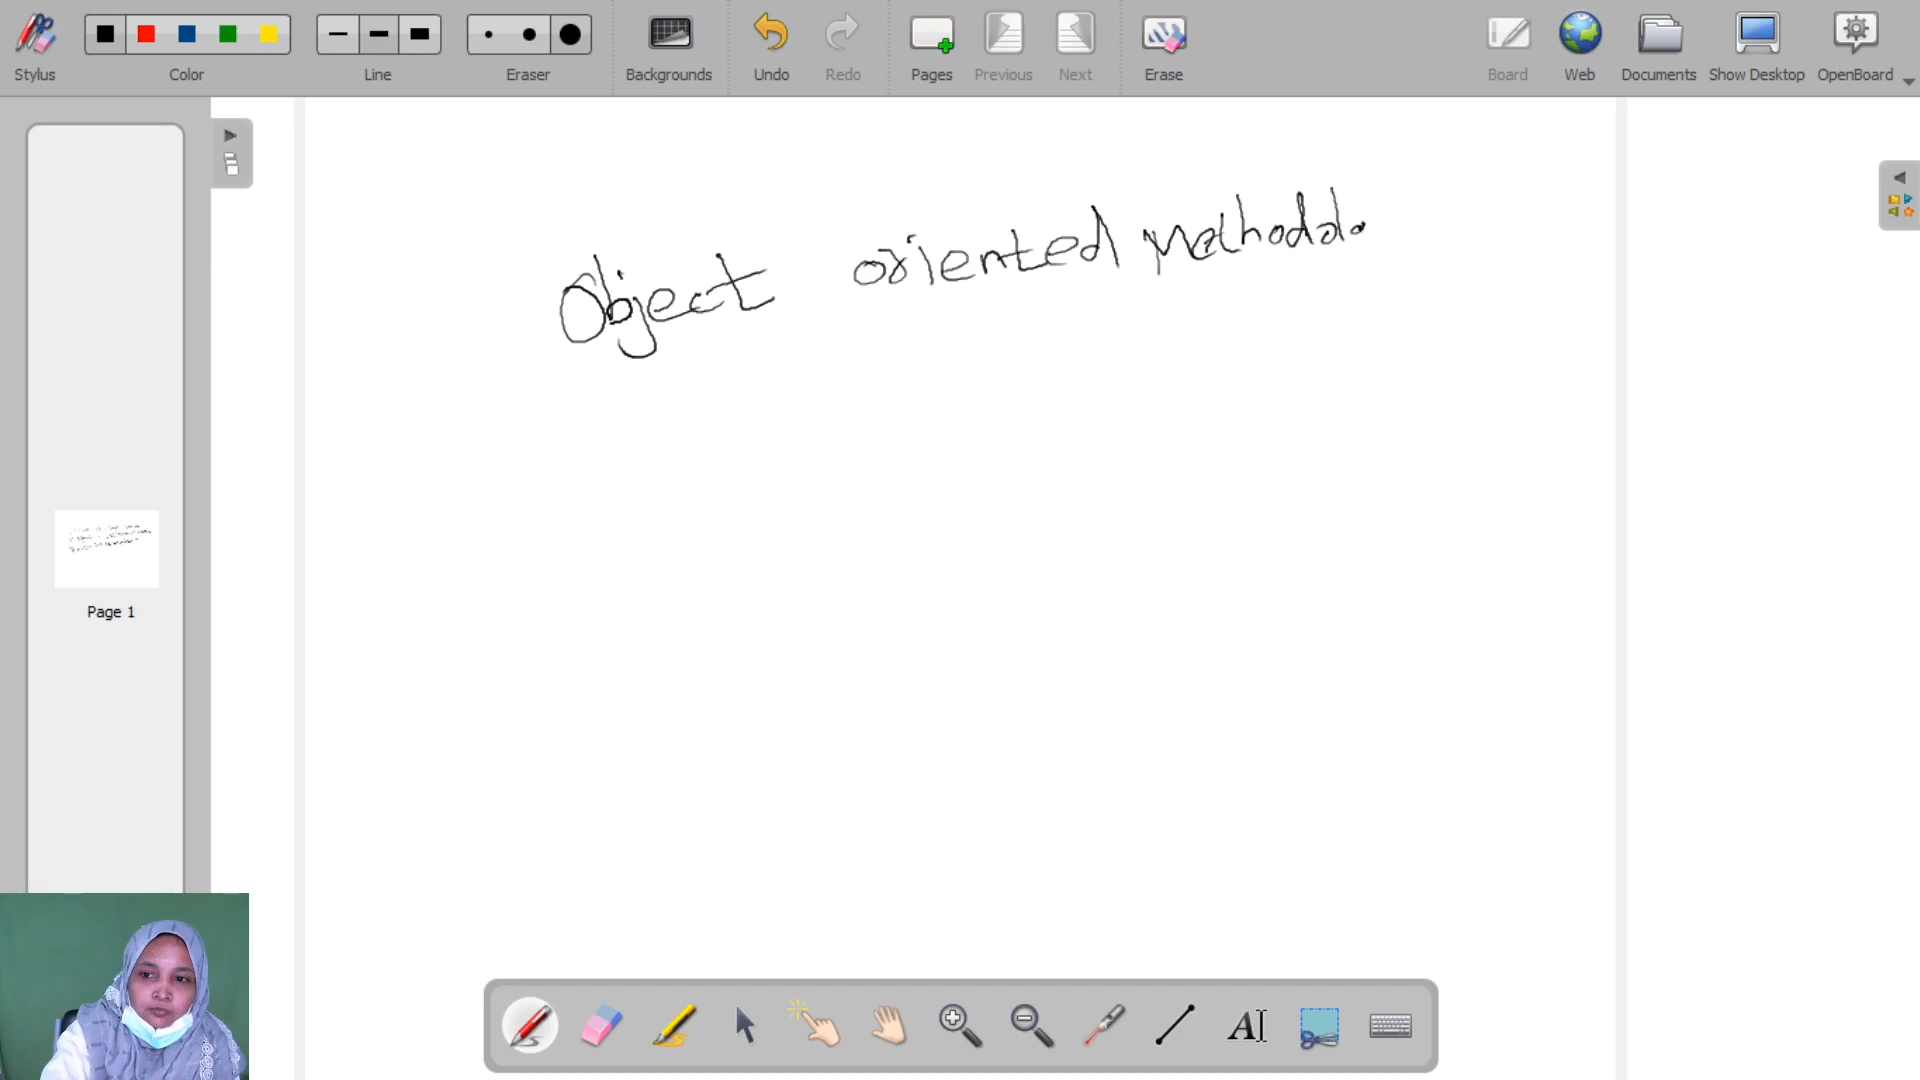 Stylus Color Line Eraser Backgrounds Undo Redo Pages Previous Next Erase Board Web Documents Show Desktop OpenBoard
Object oriented Methodolo
Page 1